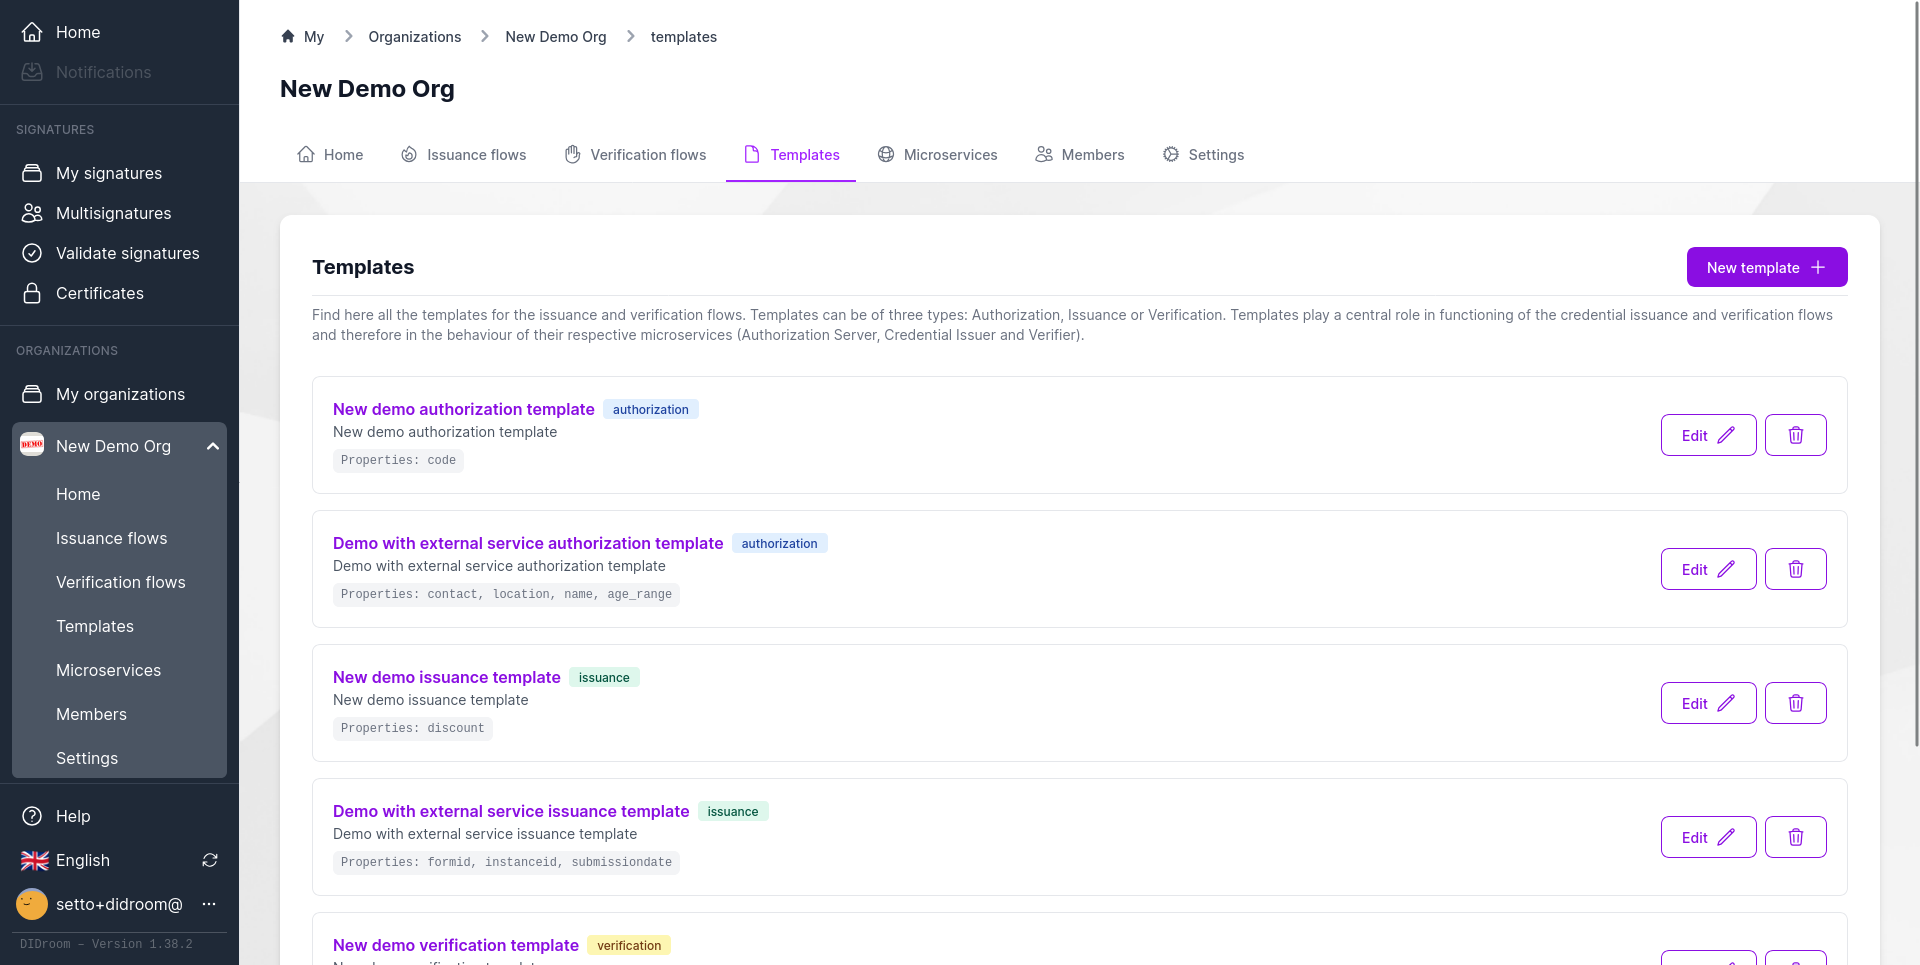 Home
Notifications
SIGNATURES
My signatures
Multisignatures
Validate signatures
Certificates
ORGANIZATIONS
My organizations
DEMO
New Demo Org
Home
Issuance flows
Verification flows
Templates
Microservices
Members
Settings
Help
English
setto+didroom@ ...
DIDroom – Version 1.38.2
My > Organizations > New Demo Org > templates
New Demo Org
Home Issuance flows Verification flows Templates Microservices Members Settings
Templates
New template +
Find here all the templates for the issuance and verification flows. Templates can be of three types: Authorization, Issuance or Verification. Templates play a central role in functioning of the credential issuance and verification flows
and therefore in the behaviour of their respective microservices (Authorization Server, Credential Issuer and Verifier).
New demo authorization template authorization
New demo authorization template
Properties: code
Edit
Demo with external service authorization template authorization
Demo with external service authorization template
Properties: contact, location, name, age_range
Edit
New demo issuance template issuance
New demo issuance template
Properties: discount
Edit
Demo with external service issuance template issuance
Demo with external service issuance template
Properties: formid, instanceid, submissiondate
Edit
New demo verification template verification